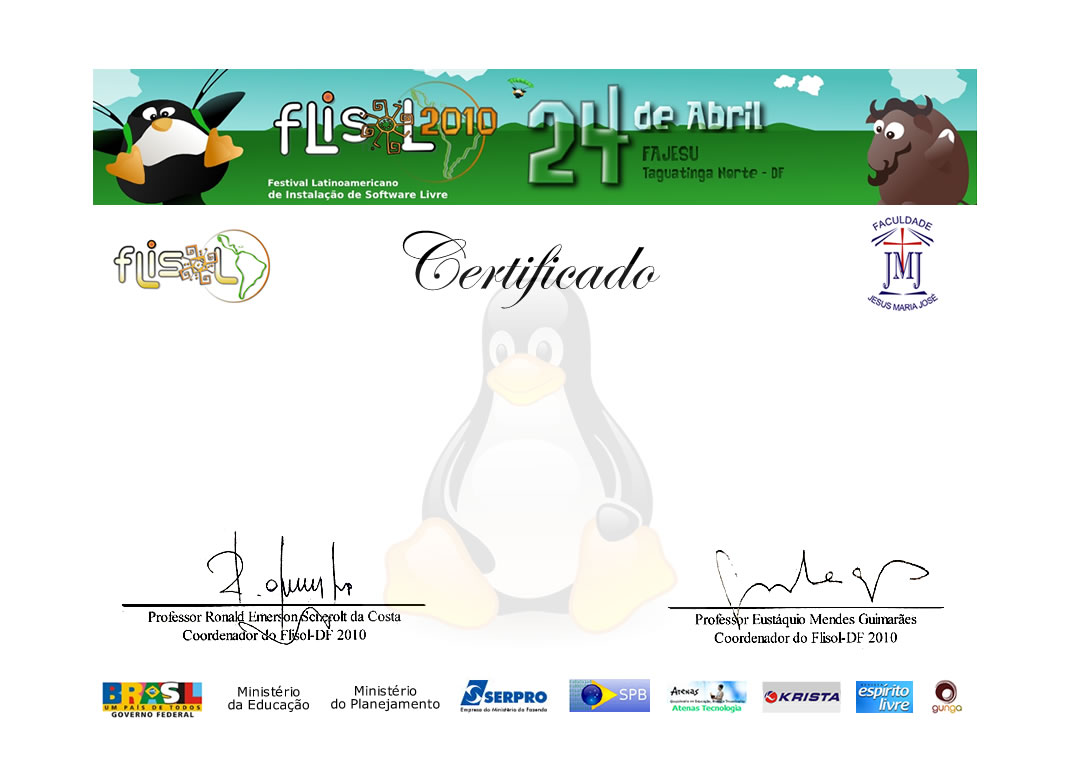 fLISoL 2010
Festival Latinoamericano
de Instalação de Software Livre
24 de Abril
FAJESU
Taguatinga Norte - DF
fLISoL
Certificado
FACULDADE
JMJ
JESUS MARIA JOSÉ
Professor Ronald Emerson Scherolt da Costa
Coordenador do Flisol-DF 2010
Professor Eustáquio Mendes Guimarães
Coordenador do Flisol-DF 2010
BRASIL
UM PAÍS DE TODOS
GOVERNO FEDERAL
Ministério
da Educação
Ministério
do Planejamento
SERPRO
Empresa do Ministério da Fazenda
SPB
Atenas
Atenas Tecnologia
KRISTA
espírito
livre
gunga